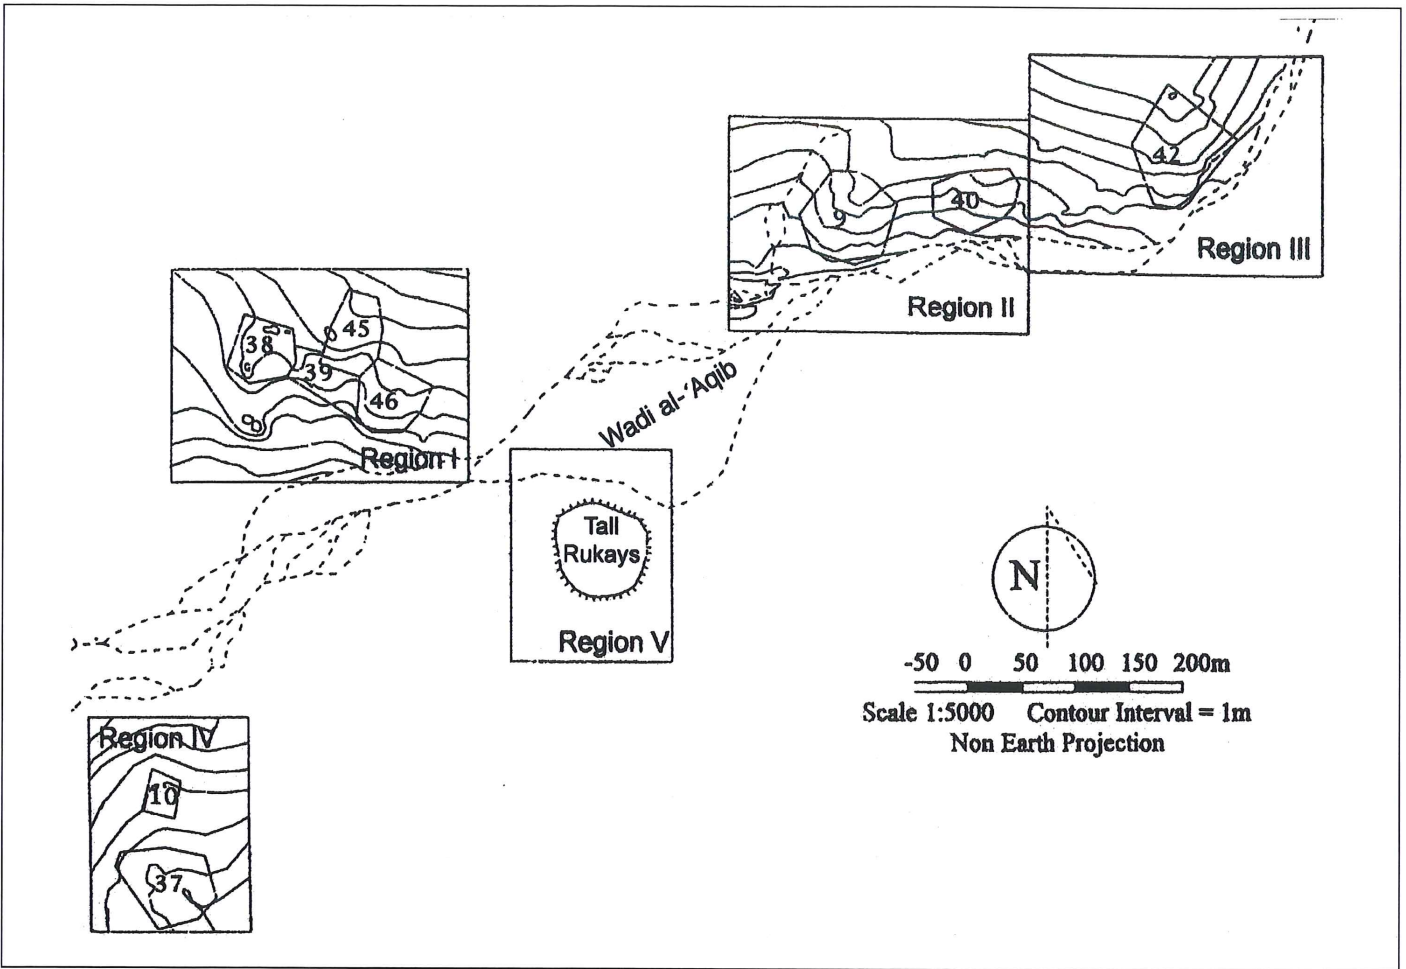 42
Region III
9
40
Region II
45
38
39
46
Region I
Wadi al-'Aqib
Tall
Rukays
Region V
N
-50 0 50 100 150 200m
Scale 1:5000 Contour Interval = 1m
Non Earth Projection
Region IV
10
37